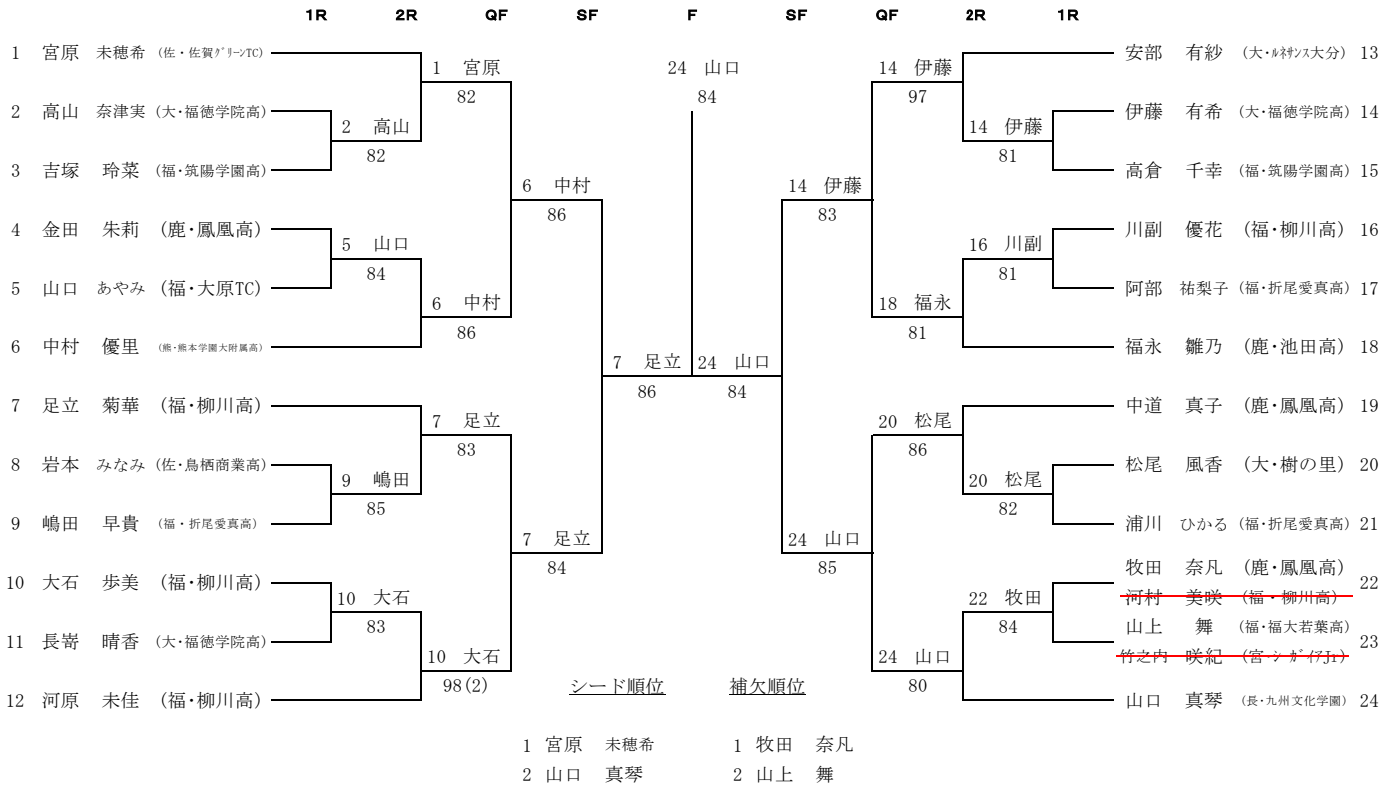 1R 2R QF SF F SF QF 2R 1R
1 宮原 未穂希 (佐・佐賀グリーンTC)
2 高山 奈津実 (大・福徳学院高)
3 吉塚 玲菜 (福・筑陽学園高)
4 金田 朱莉 (鹿・鳳凰高)
5 山口 あやみ (福・大原TC)
6 中村 優里 (熊・熊本学園大附属高)
7 足立 菊華 (福・柳川高)
8 岩本 みなみ (佐・鳥栖商業高)
9 嶋田 早貴 (福・折尾愛真高)
10 大石 歩美 (福・柳川高)
11 長嵜 晴香 (大・福徳学院高)
12 河原 未佳 (福・柳川高)
2 高山
82
5 山口
84
9 嶋田
85
10 大石
83
1 宮原
82
6 中村
86
7 足立
83
10 大石
98(2)
6 中村
86
7 足立
84
7 足立
86
24 山口
84
24 山口
84
14 伊藤
83
24 山口
85
14 伊藤
97
18 福永
81
20 松尾
86
24 山口
80
14 伊藤
81
16 川副
81
20 松尾
82
22 牧田
84
安部 有紗 (大・ルネサンス大分) 13
伊藤 有希 (大・福徳学院高) 14
高倉 千幸 (福・筑陽学園高) 15
川副 優花 (福・柳川高) 16
阿部 祐梨子 (福・折尾愛真高) 17
福永 雛乃 (鹿・池田高) 18
中道 真子 (鹿・鳳凰高) 19
松尾 風香 (大・樹の里) 20
浦川 ひかる (福・折尾愛真高) 21
牧田 奈凡 (鹿・鳳凰高) 22
河村 美咲 (福・柳川高)
山上 舞 (福・福大若葉高) 23
竹之内 咲紀 (宮・シーガイアJr)
山口 真琴 (長・九州文化学園) 24
シード順位 補欠順位
1 宮原 未穂希 1 牧田 奈凡
2 山口 真琴 2 山上 舞